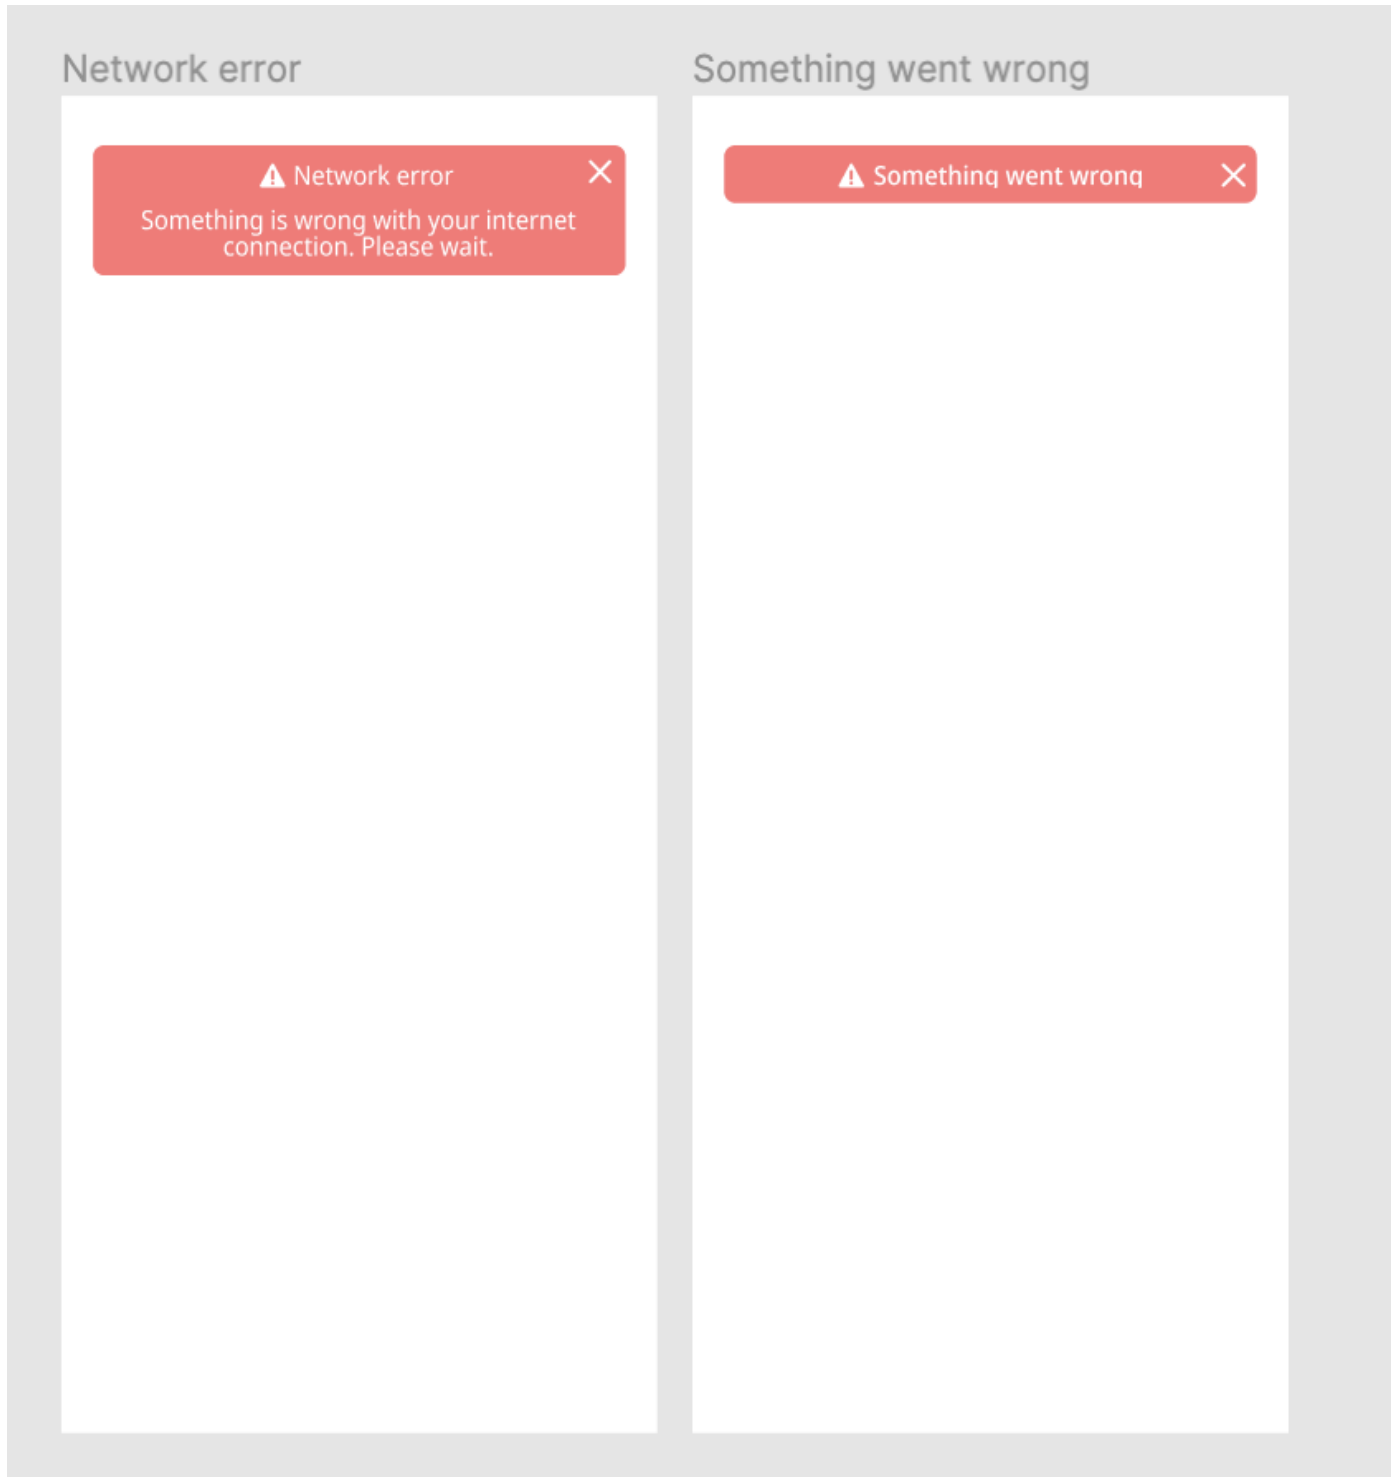 Network error
Something went wrong
Network error
Something is wrong with your internet
connection. Please wait.
Something went wrong